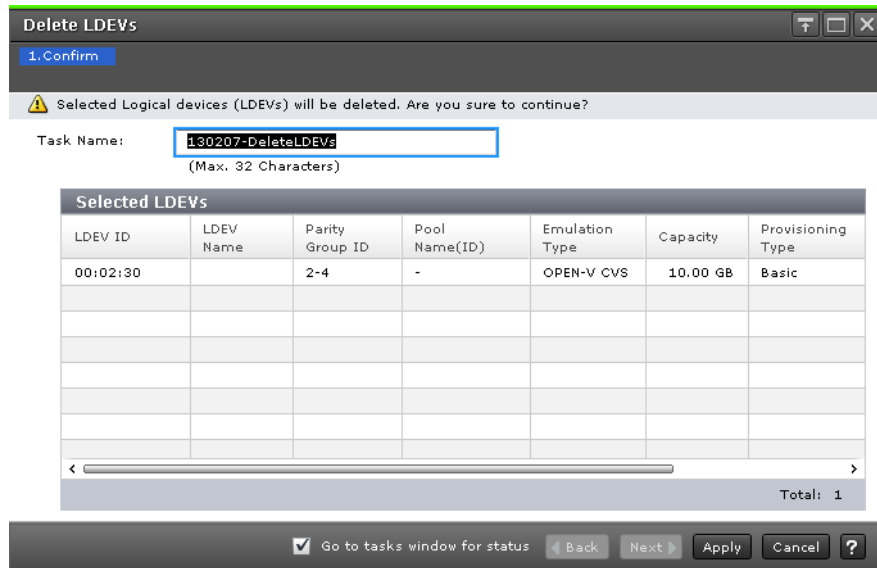 Delete LDEVs
1.Confirm
Selected Logical devices (LDEVs) will be deleted. Are you sure to continue?
Task Name: 130207-DeleteLDEVs
(Max. 32 Characters)
Selected LDEVs
LDEV ID LDEV Name Parity Group ID Pool Name(ID) Emulation Type Capacity Provisioning Type
00:02:30 2-4 - OPEN-V CVS 10.00 GB Basic
Total: 1
Go to tasks window for status Back Next Apply Cancel ?